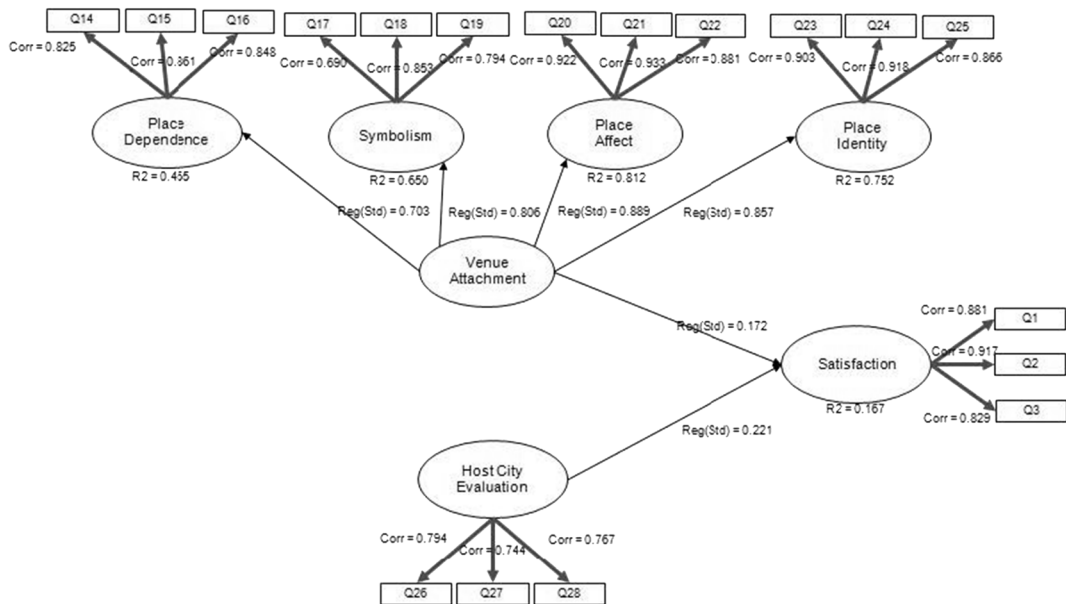 Q14
Q15
Q16
Q17
Q18
Q19
Q20
Q21
Q22
Q23
Q24
Q25
Corr = 0.825
Corr = 0.861
Corr = 0.848
Corr = 0.690
Corr = 0.853
Corr = 0.794
Corr = 0.922
Corr = 0.933
Corr = 0.881
Corr = 0.903
Corr = 0.918
Corr = 0.866
Place
Dependence
Symbolism
Place
Affect
Place
Identity
R2 = 0.465
R2 = 0.650
R2 = 0.812
R2 = 0.752
Reg(Std) = 0.703
Reg(Std) = 0.806
Reg(Std) = 0.889
Reg(Std) = 0.857
Venue
Attachment
Reg(Std) = 0.172
Satisfaction
R2 = 0.167
Corr = 0.881
Q1
Corr = 0.917
Q2
Corr = 0.829
Q3
Reg(Std) = 0.221
Host City
Evaluation
Corr = 0.794
Corr = 0.744
Corr = 0.767
Q26
Q27
Q28